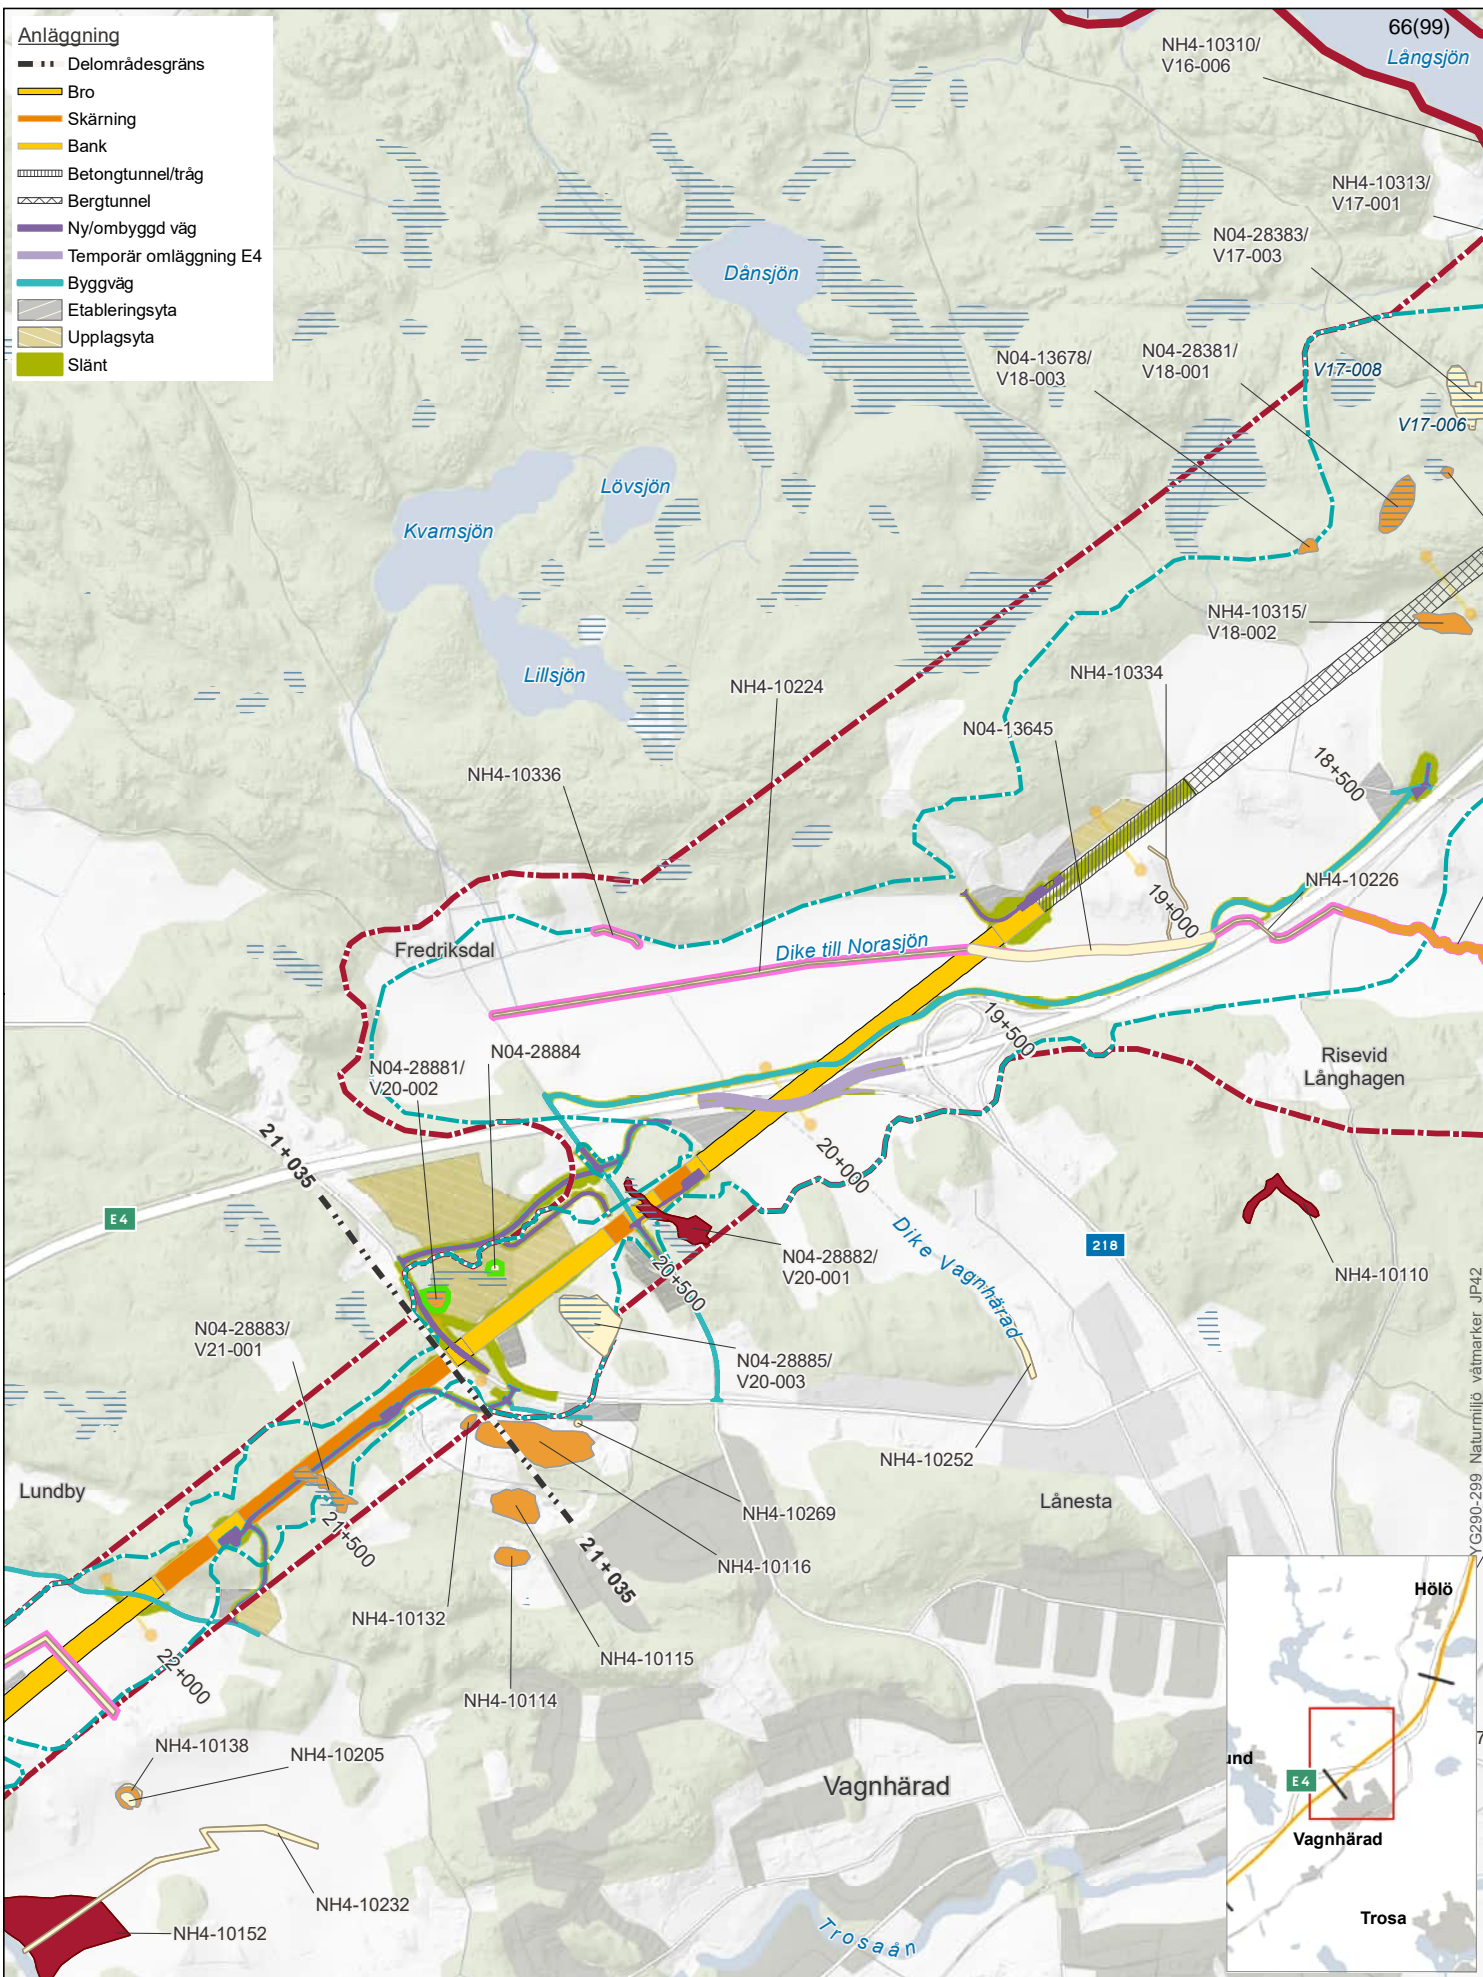 Anläggning
Delområdesgräns
Bro
Skärning
Bank
Betongtunnel/tråg
Bergtunnel
Ny/ombyggd väg
Temporär omläggning E4
Byggväg
Etableringsyta
Upplagsyta
Slänt
66(99)
Långsjön
NH4-10310/
V16-006
NH4-10313/
V17-001
N04-28383/
V17-003
Dånsjön
N04-13678/
V18-003
N04-28381/
V18-001
V17-008
V17-006
Lövsjön
Kvarnsjön
NH4-10315/
V18-002
Lillsjön
NH4-10224
NH4-10334
N04-13645
NH4-10336
18+500
NH4-10226
19+000
Fredriksdal
Dike till Norasjön
19+500
N04-28884
N04-28881/
V20-002
Risevid
Långhagen
21+035
20+000
E4
Dike Vagnhärad
218
N04-28882/
V20-001
NH4-10110
20+500
N04-28883/
V21-001
N04-28885/
V20-003
NH4-10252
Lundby
Lånesta
NH4-10269
21+500
NH4-10116
21+035
NH4-10132
NH4-10115
22+000
NH4-10114
NH4-10138
NH4-10205
Vagnhärad
NH4-10232
NH4-10152
Trosaån
YG290-299 Naturmiljö våtmarker JP42
Hölö
und
E4
Vagnhärad
Trosa
7